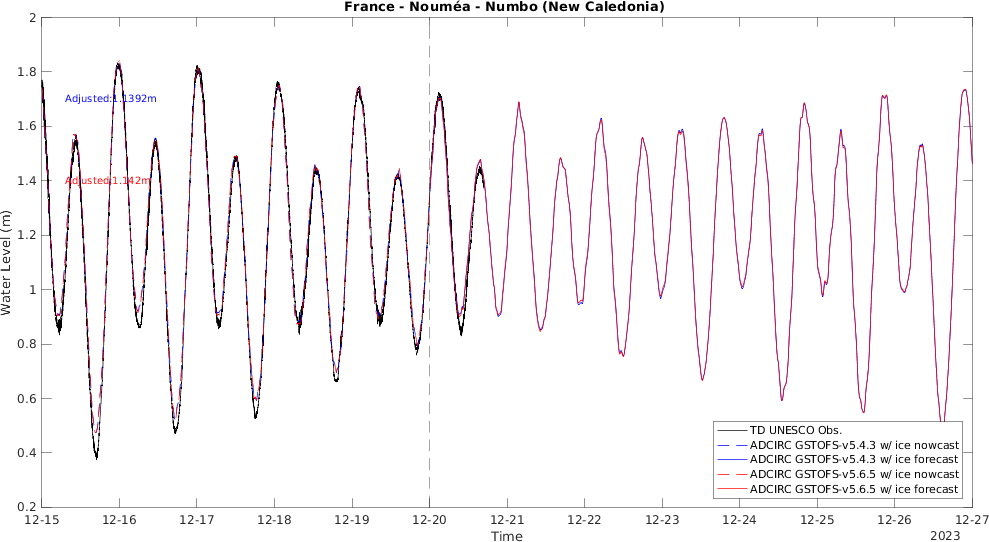 France - Nouméa - Numbo (New Caledonia)
2
1.8
1.6
1.4
1.2
1
0.8
0.6
0.4
0.2
Water Level (m)
Adjusted:1.1392m
Adjusted:1.142m
TD UNESCO Obs.
ADCIRC GSTOFS-v5.4.3 w/ ice nowcast
ADCIRC GSTOFS-v5.4.3 w/ ice forecast
ADCIRC GSTOFS-v5.6.5 w/ ice nowcast
ADCIRC GSTOFS-v5.6.5 w/ ice forecast
12-15 12-16 12-17 12-18 12-19 12-20 12-21 12-22 12-23 12-24 12-25 12-26 12-27
Time
2023